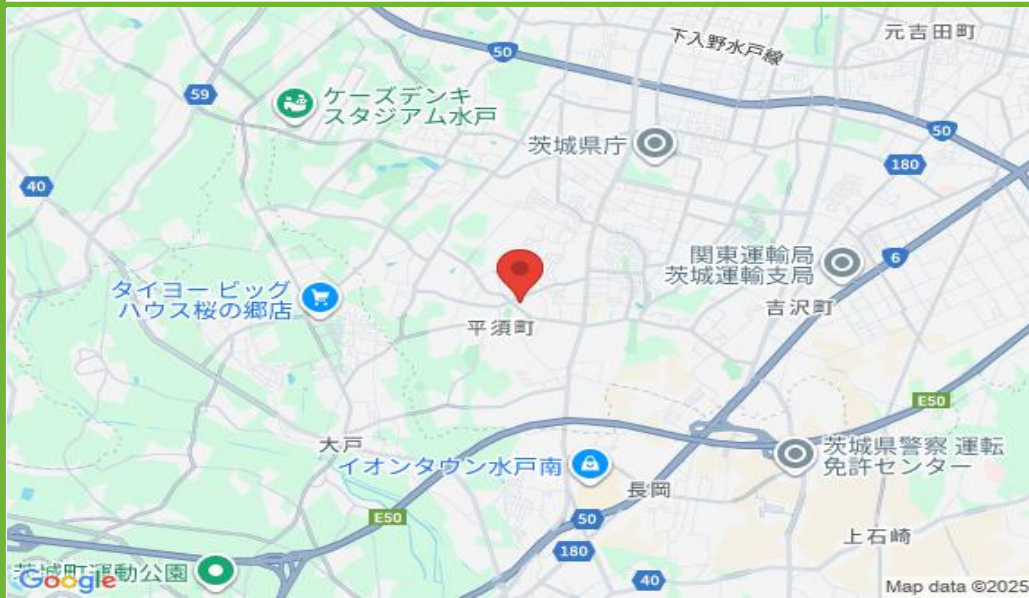 元吉田町
下入野水戸線
50
59
ケーズデンキ
スタジアム水戸
50
茨城県庁
180
40
関東運輸局
茨城運輸支局
6
タイヨー ビッグ
ハウス桜の郷店
吉沢町
平須町
E50
大戸
茨城県警察 運転
免許センター
イオンタウン水戸南
長岡
E50
50
上石崎
180
茨城町運動公園
40
Google
Map data ©2025